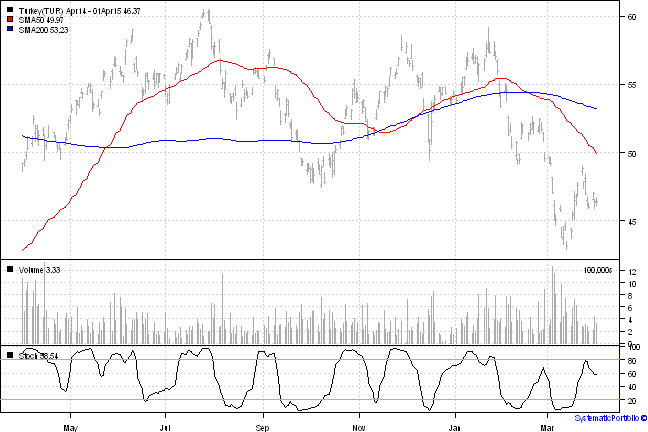 Turkey(TUR) Apr14 - 01Apr15 46.37
SMA50 49.97
SMA200 53.23
60
55
50
45
Volume 3.33
100,000s
12
10
8
6
4
2
0
Stoch 58.54
100
80
60
40
20
May Jul Sep Nov Jan Mar
SystematicPortfolio ©